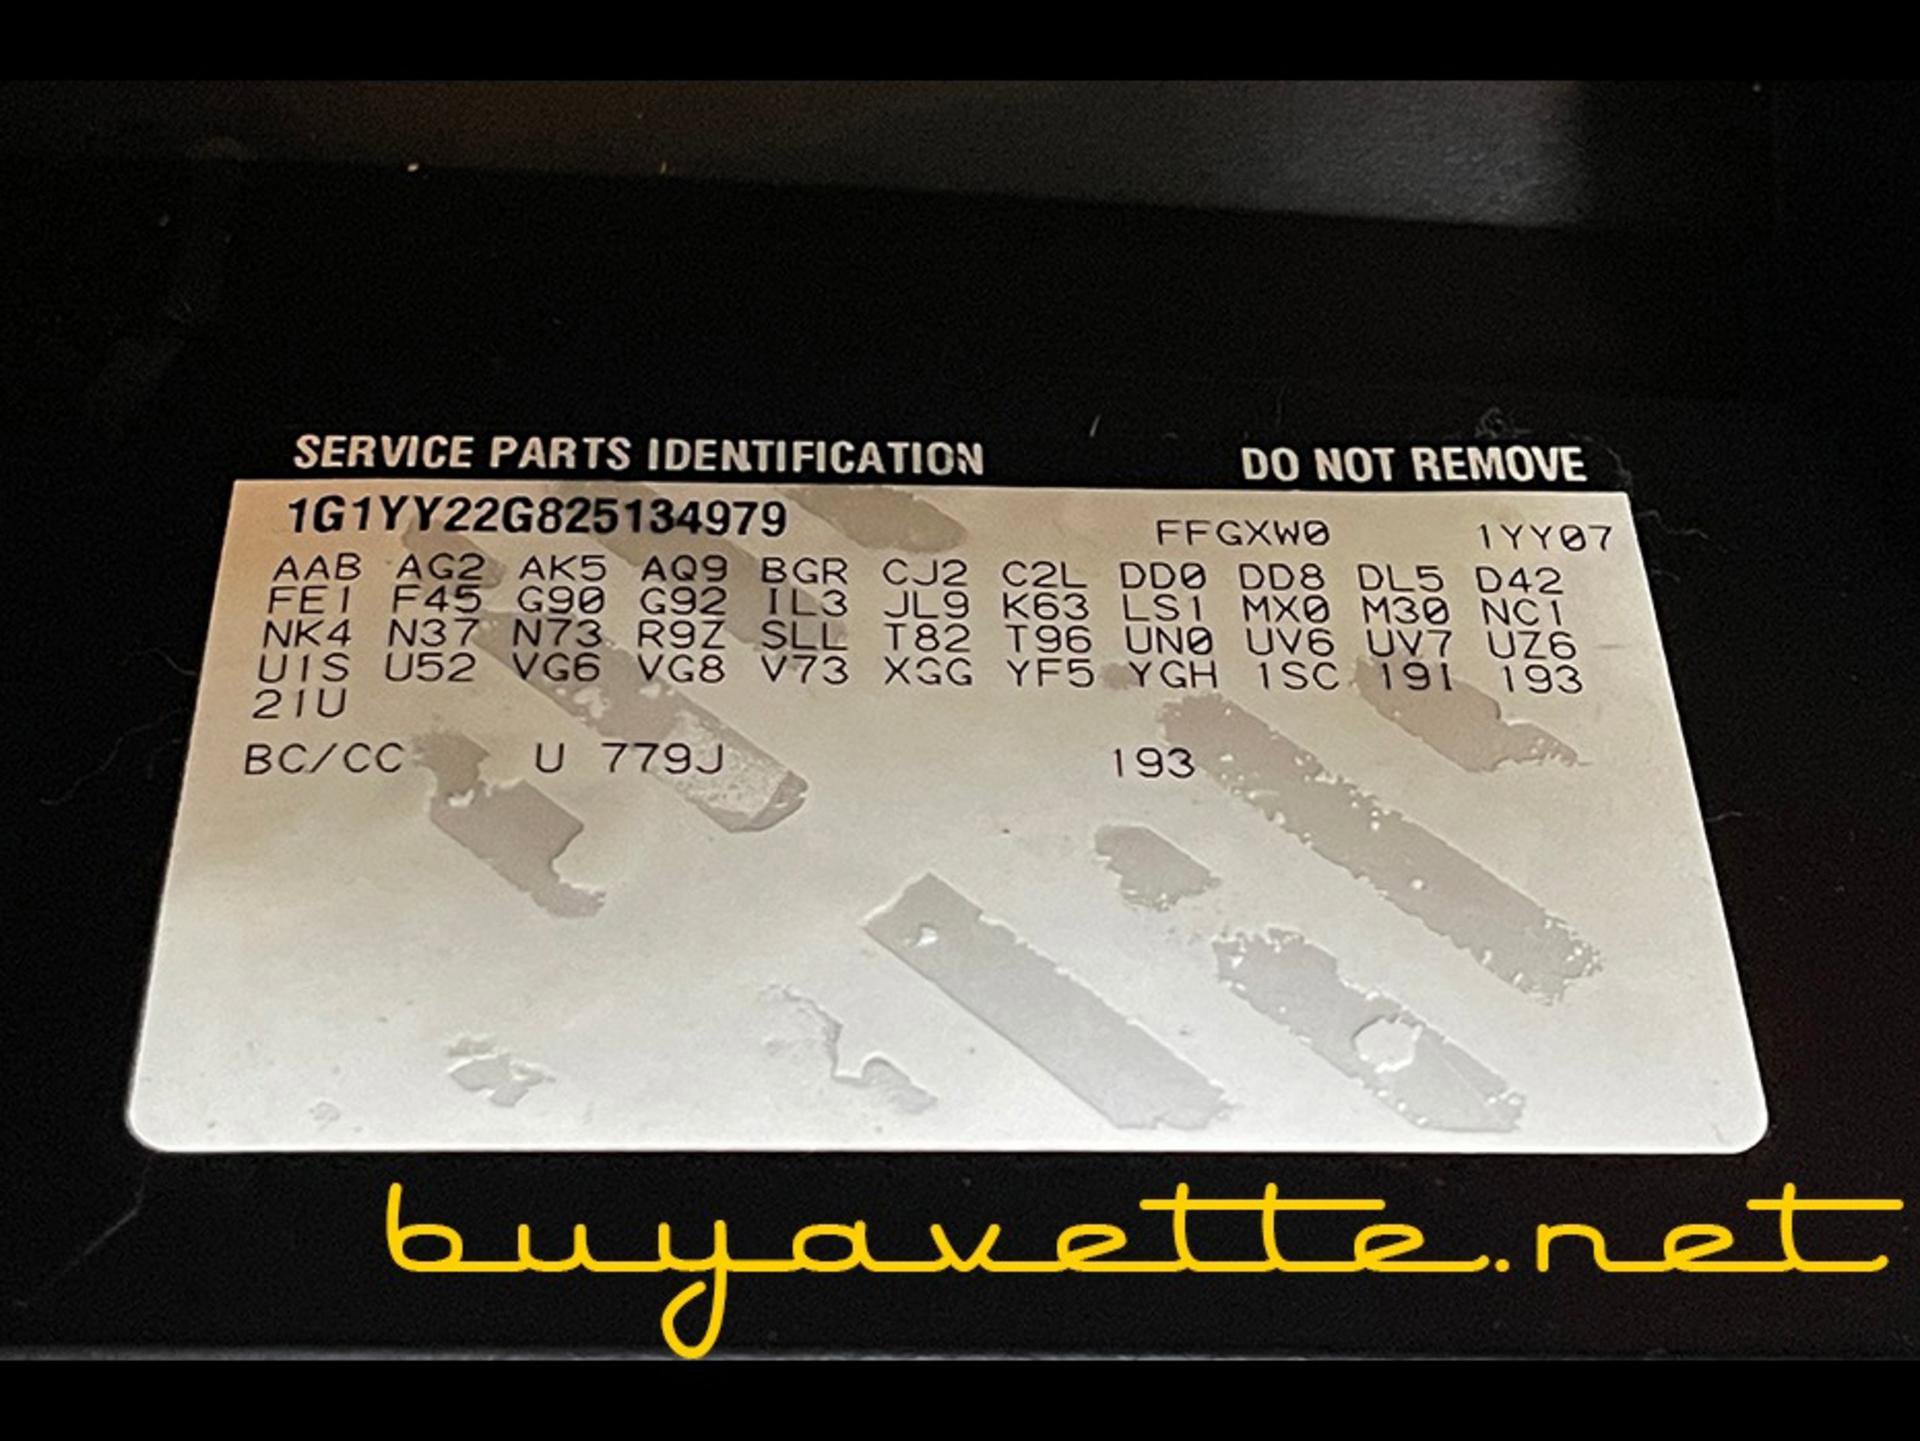 SERVICE PARTS IDENTIFICATION DO NOT REMOVE
1G1YY22G825134979 FFGXW0 1YY07
AAB AG2 AK5 AQ9 BGR CJ2 C2L DD0 DD8 DL5 D42
FE1 F45 G90 G92 IL3 JL9 K63 LS1 MX0 M30 NC1
NK4 N37 N73 R9Z SLL T82 T96 UN0 UV6 UV7 UZ6
U1S U52 VG6 VG8 V73 XGG YF5 YGH 1SC 19I 193
2IU
BC/CC U 779J 193
buyavette.net